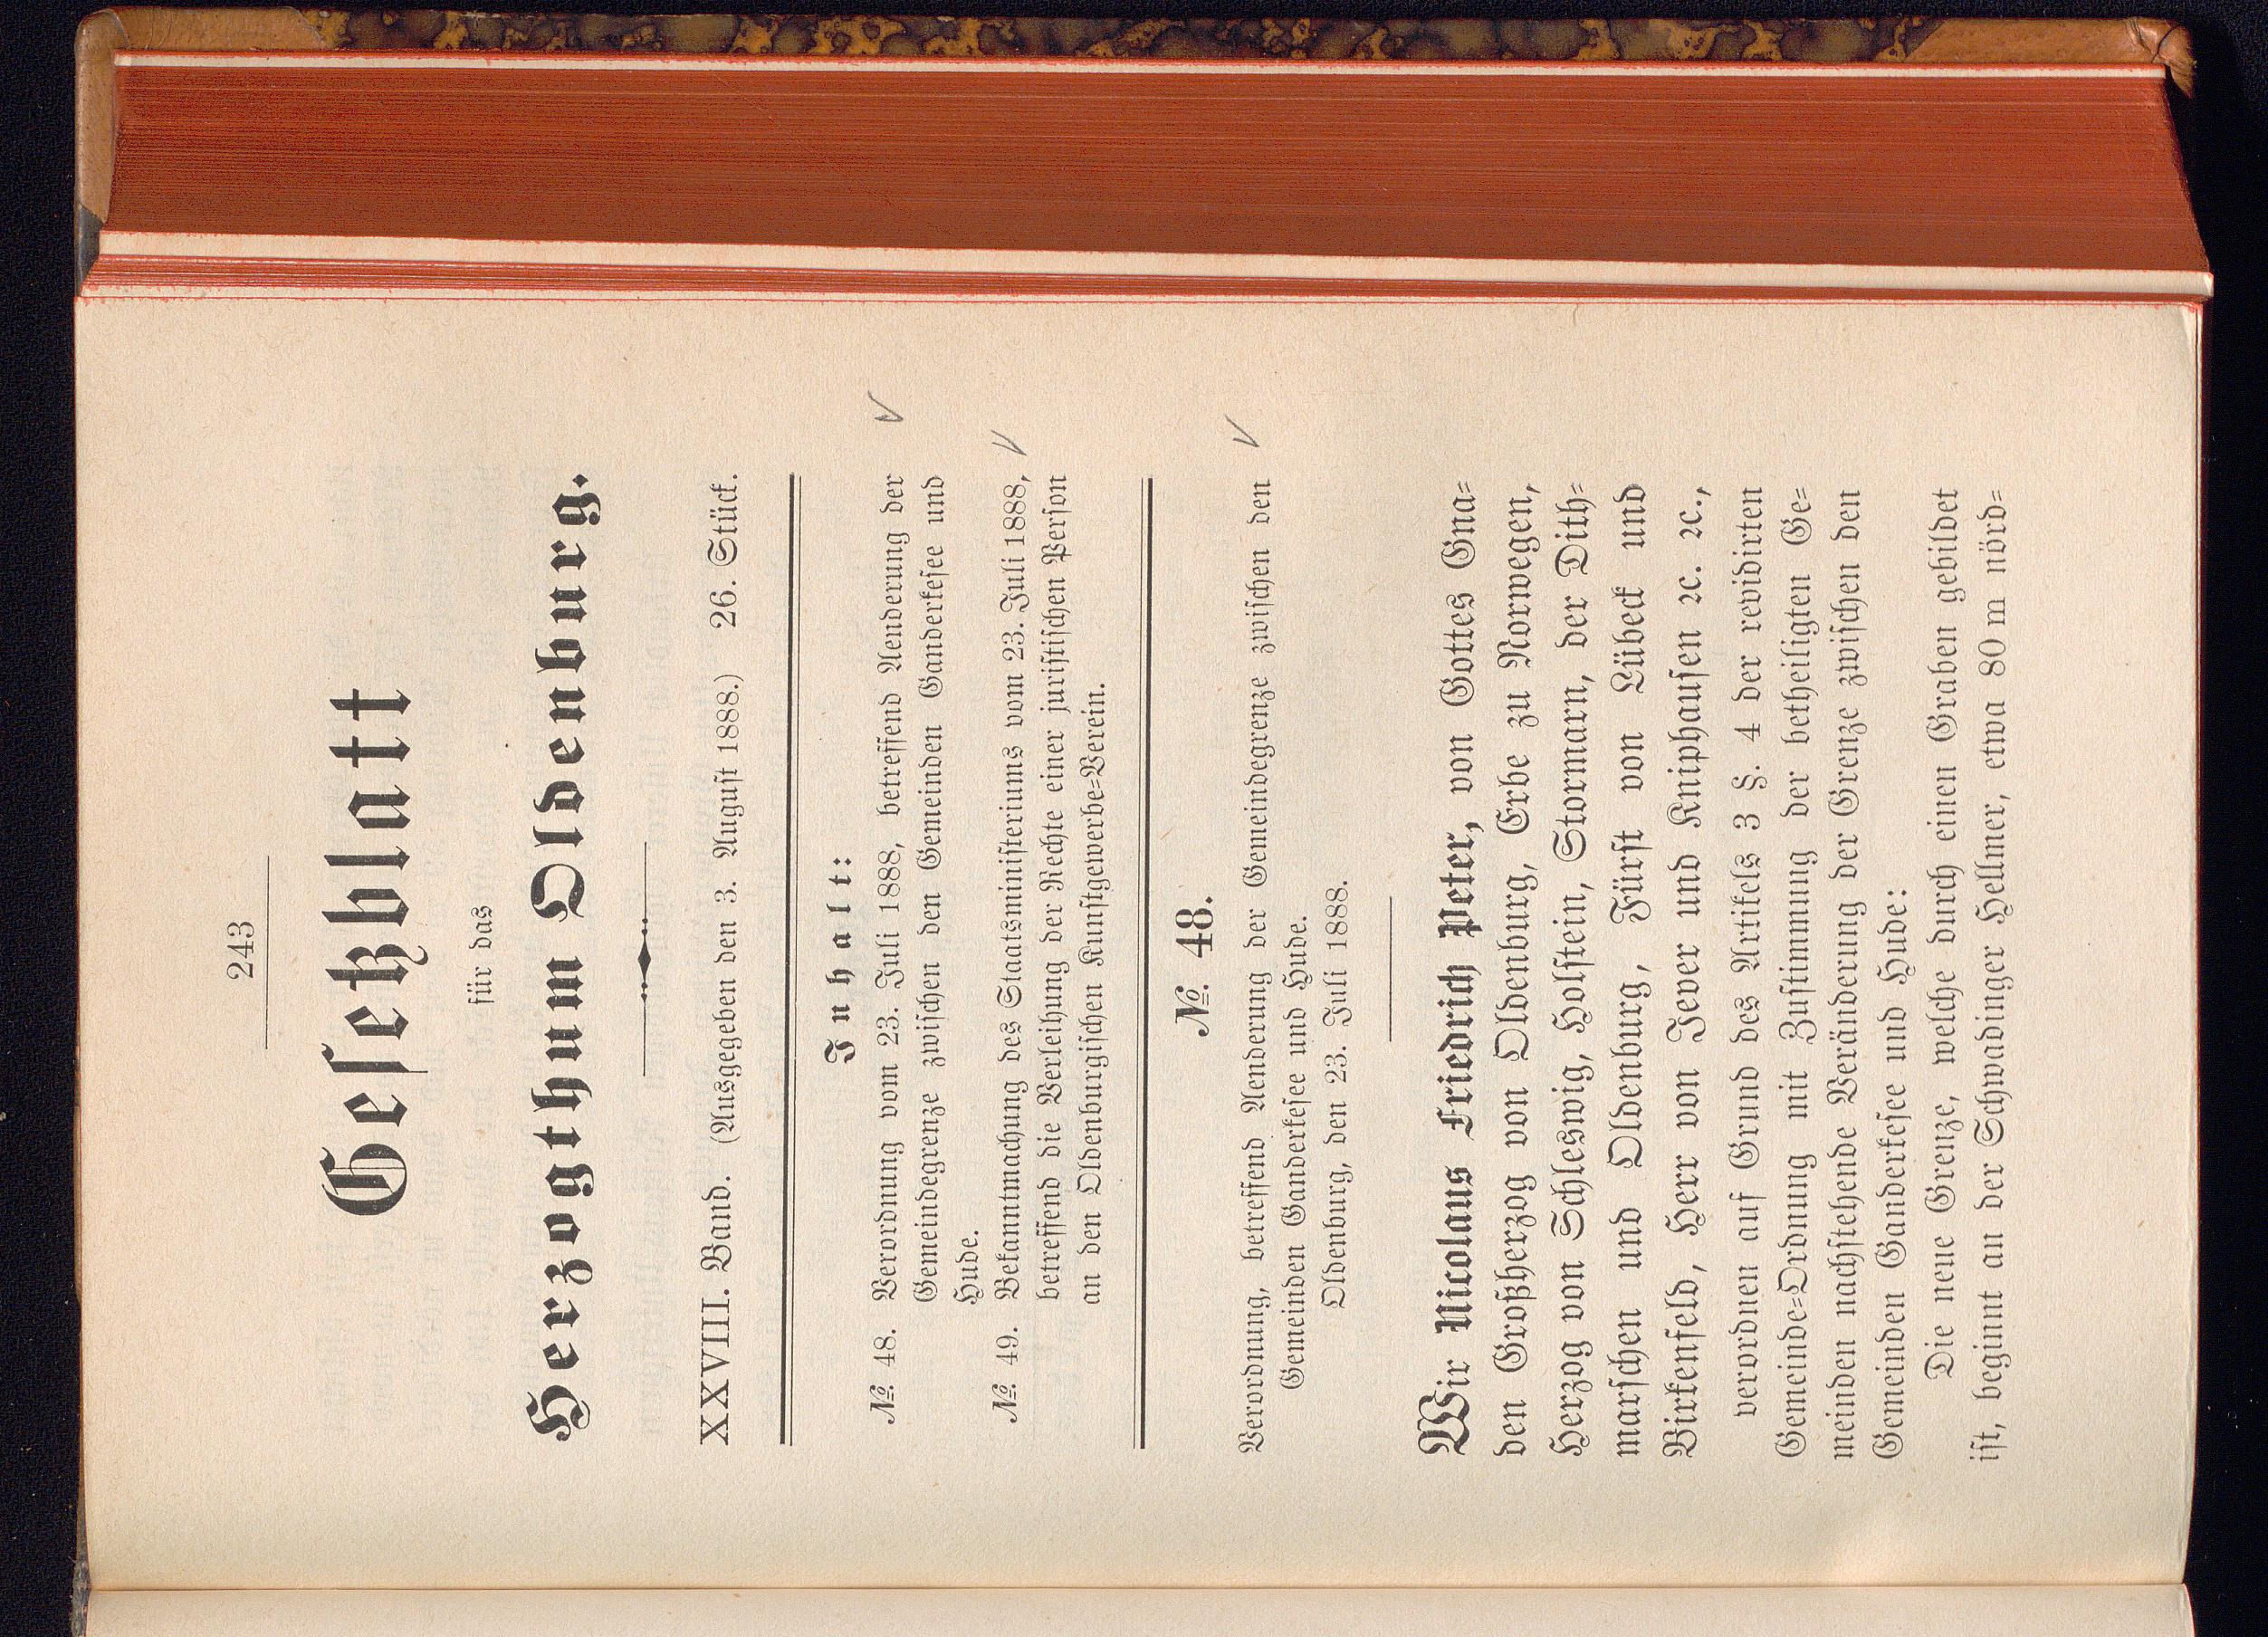 243
Gesetzblatt
für das
Herzogthum Oldenburg.
XXVIII. Band. (Ausgegeben den 3. August 1888.) 26. Stück.
Inhalt:
№. 48. Verordnung vom 23. Juli 1888, betreffend Aenderung der
Gemeindegrenze zwischen den Gemeinden Ganderkesee und
Hude.
№. 49. Bekanntmachung des Staatsministeriums vom 23. Juli 1888,
betreffend die Verleihung der Rechte einer juristischen Person
an den Oldenburgischen Kunstgewerbe-Verein.
№. 48.
Verordnung, betreffend Aenderung der Gemeindegrenze zwischen den
Gemeinden Ganderkesee und Hude.
Oldenburg, den 23. Juli 1888.
Wir Nicolaus Friedrich Peter, von Gottes Gna-
den Großherzog von Oldenburg, Erbe zu Norwegen,
Herzog von Schleswig, Holstein, Stormarn, der Dith-
marschen und Oldenburg, Fürst von Lübeck und
Birkenfeld, Herr von Jever und Kniphausen ꝛc. ꝛc.,
verordnen auf Grund des Artikels 3 §. 4 der revidirten
Gemeinde-Ordnung mit Zustimmung der betheiligten Ge-
meinden nachstehende Veränderung der Grenze zwischen den
Gemeinden Ganderkesee und Hude:
Die neue Grenze, welche durch einen Graben gebildet
ist, beginnt an der Schwadinger Hellmer, etwa 80 m nörd-